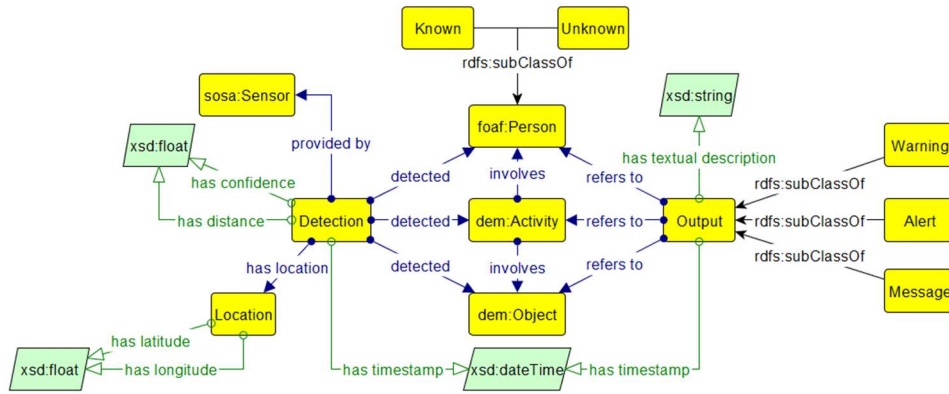 Known
Unknown
rdfs:subClassOf
sosa:Sensor
xsd:string
foaf:Person
xsd:float
provided by
Warning
has confidence
detected
involves
refers to
has textual description
rdfs:subClassOf
has distance
Detection
detected
dem:Activity
refers to
Output
rdfs:subClassOf
Alert
has location
detected
involves
refers to
rdfs:subClassOf
Message
Location
dem:Object
has latitude
xsd:float
has longitude
has timestamp
xsd:dateTime
has timestamp